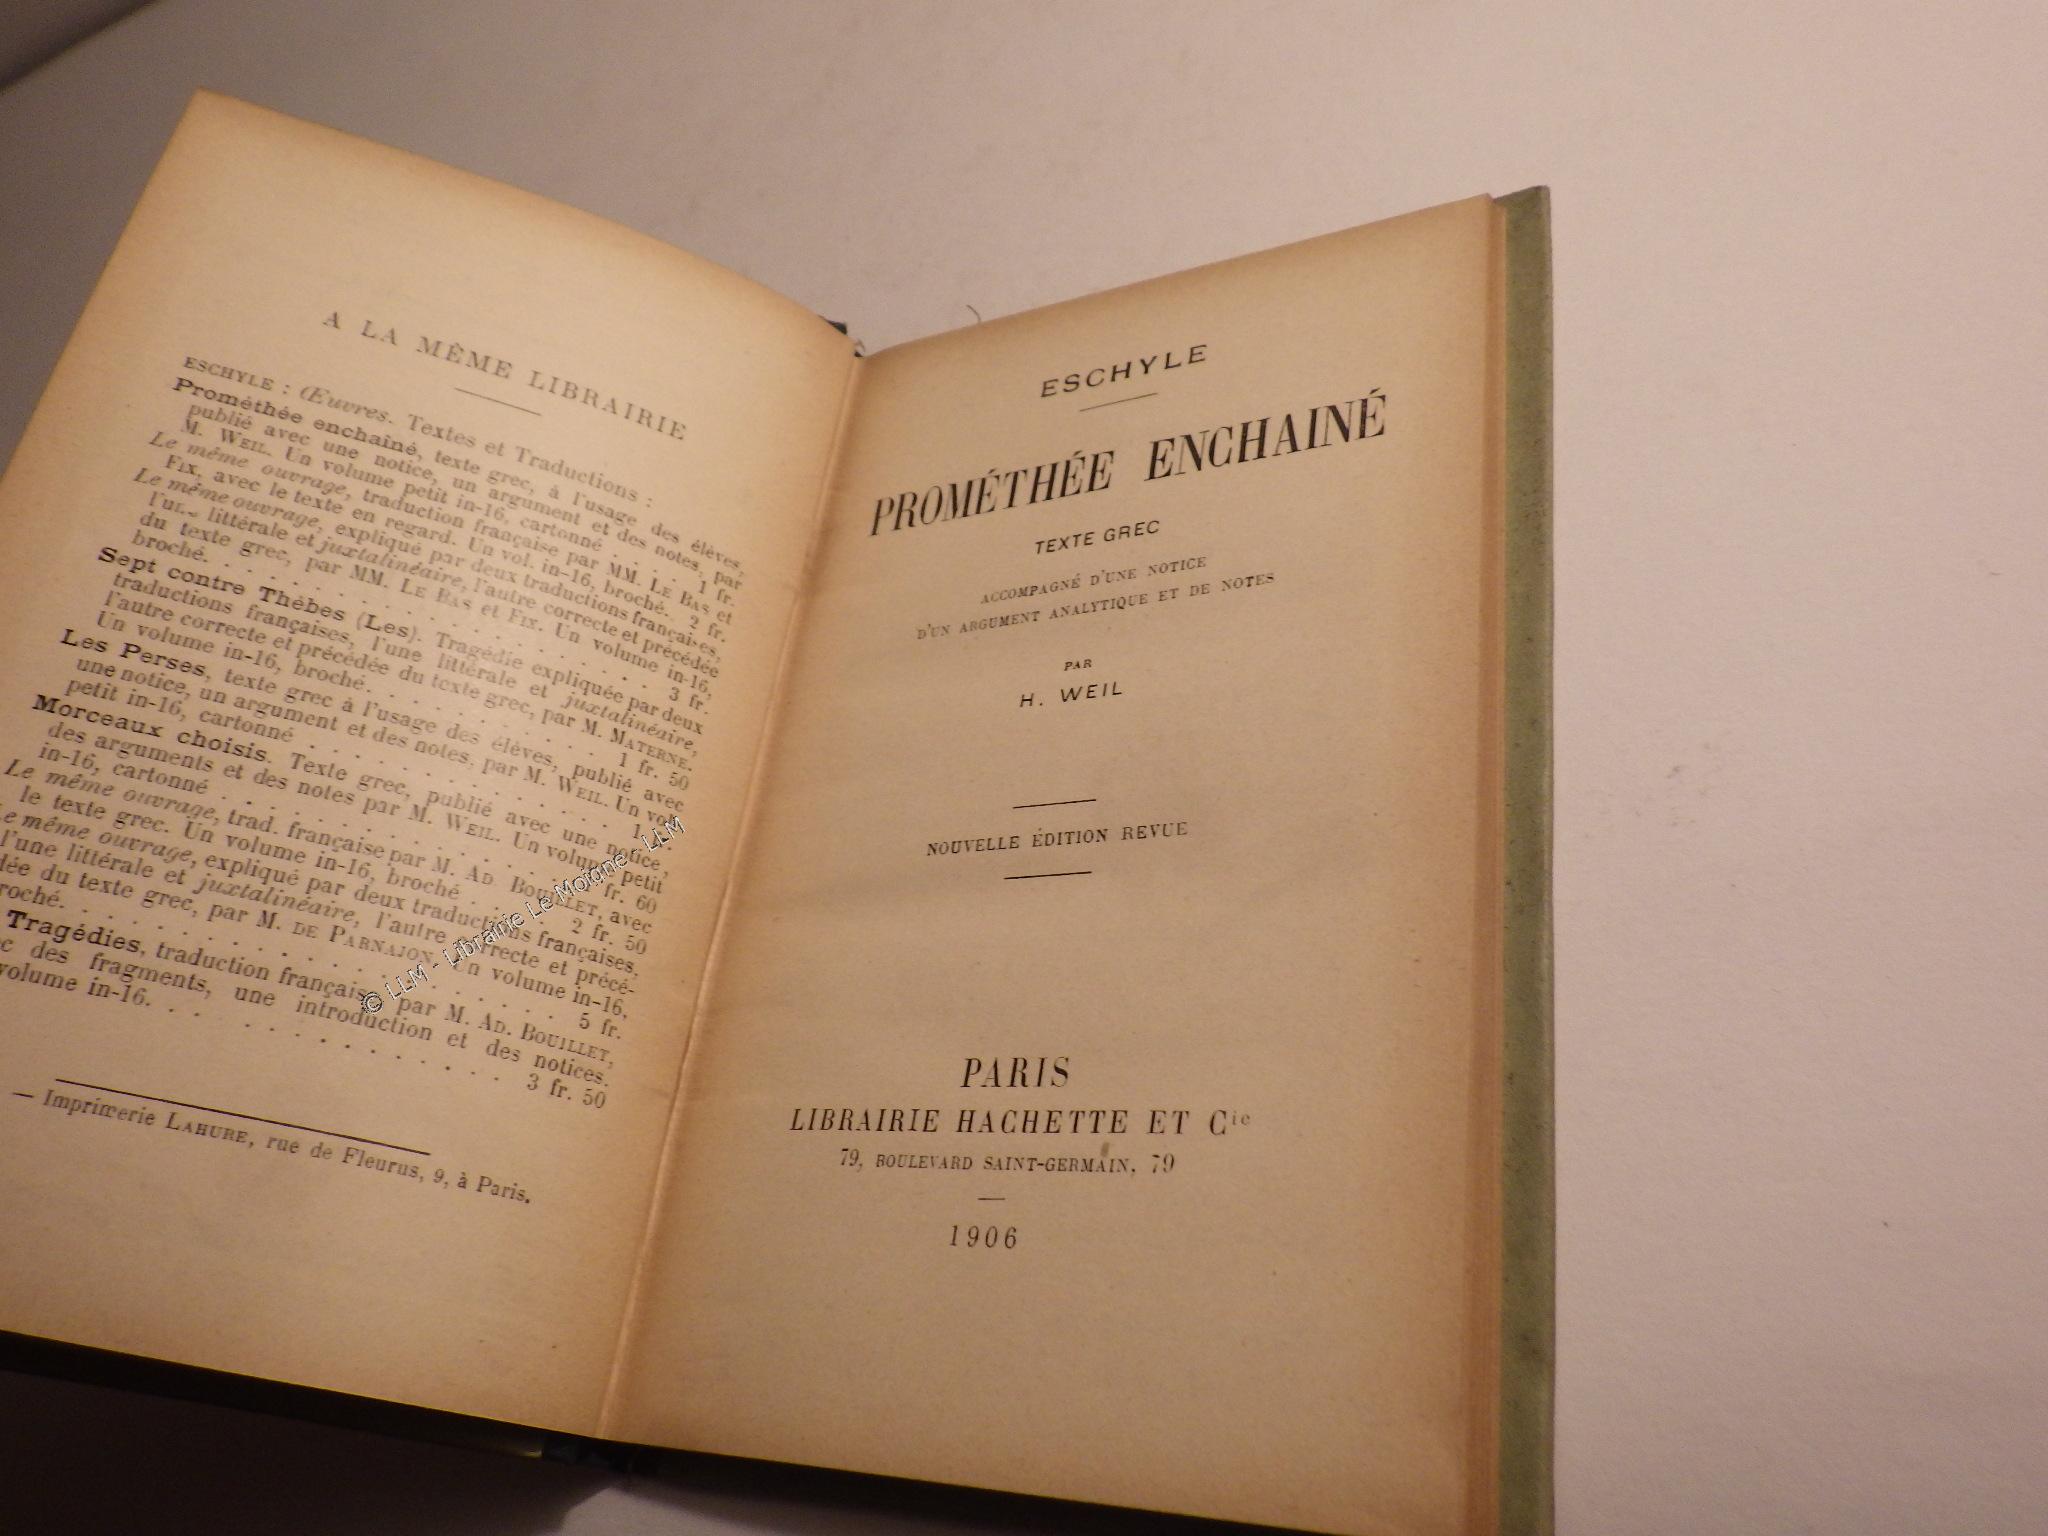 A LA MÊME LIBRAIRIE
ESCHYLE : Œuvres. Textes et Traductions :
Prométhée enchaîné, texte grec, à l'usage des élèves,
publié avec une notice, un argument et des notes, par
M. WEIL. Un volume petit in-16, cartonné . . . . 1 fr.
Le même ouvrage, traduction française par MM. LE BAS et
FIX, avec le texte en regard. Un vol. in-16, broché. 2 fr.
Le même ouvrage, expliqué par deux traductions françaises,
l'une littérale et juxtalinéaire, l'autre correcte et précédée
du texte grec, par MM. LE BAS et FIX. Un volume in-16,
broché. . . . . . . . . . . . . . . . . 3 fr.
Sept contre Thèbes (Les). Tragédie expliquée par deux
traductions françaises, l'une littérale et juxtalinéaire,
l'autre correcte et précédée du texte grec, par M. MATERNE.
Un volume in-16, broché. . . . . . . . . . 1 fr. 50
Les Perses, texte grec à l'usage des élèves, publié avec
une notice, un argument et des notes, par M. WEIL. Un vol.
petit in-16, cartonné . . . . . . . . . . . 1
Morceaux choisis. Texte grec, publié avec une notice,
des arguments et des notes par M. WEIL. Un volume petit
in-16, cartonné . . . . . . . . . . . fr. 60
Le même ouvrage, trad. française par M. AD. BOUILLET, avec
le texte grec. Un volume in-16, broché . . . . 2 fr. 50
Le même ouvrage, expliqué par deux traductions françaises,
l'une littérale et juxtalinéaire, l'autre correcte et précé-
dée du texte grec, par M. DE PARNAJON. Un volume in-16,
broché. . . . . . . . . . . . . . . . . 5 fr.
Tragédies, traduction française par M. AD. BOUILLET,
des fragments, une introduction et des notices.
volume in-16. . . . . . . . . . . . . 3 fr. 50
— Imprimerie LAHURE, rue de Fleurus, 9, à Paris.
© LLM - Librairie Le Moigne - LLM
ESCHYLE
PROMÉTHÉE ENCHAINÉ
TEXTE GREC
ACCOMPAGNÉ D'UNE NOTICE
D'UN ARGUMENT ANALYTIQUE ET DE NOTES
PAR
H. WEIL
NOUVELLE ÉDITION REVUE
PARIS
LIBRAIRIE HACHETTE ET Cie
79, BOULEVARD SAINT-GERMAIN, 79
1906